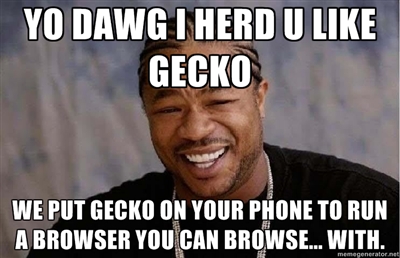 YO DAWG I HERD U LIKE
GECKO
WE PUT GECKO ON YOUR PHONE TO RUN
A BROWSER YOU CAN BROWSE... WITH.
memegenerator.net